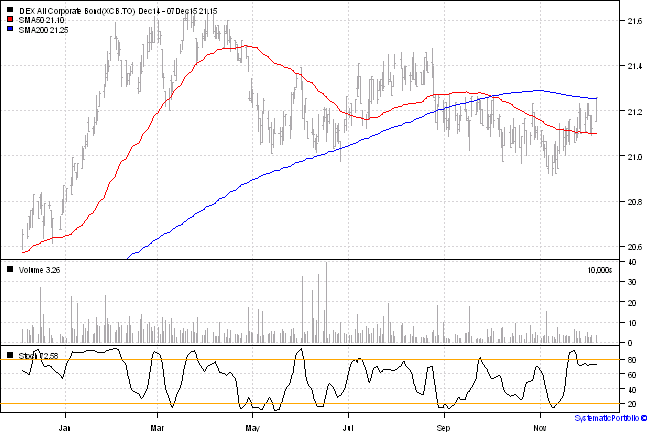 DEX All Corporate Bond(XCB.TO) Dec14 - 07Dec15 21.15
SMA50 21.10
SMA200 21.25
21.6
21.4
21.2
21.0
20.8
20.6
Volume 3.26
10,000s
40
30
20
10
0
Stoch 72.58
80
60
40
20
Jan Mar May Jul Sep Nov
SystematicPortfolio ©